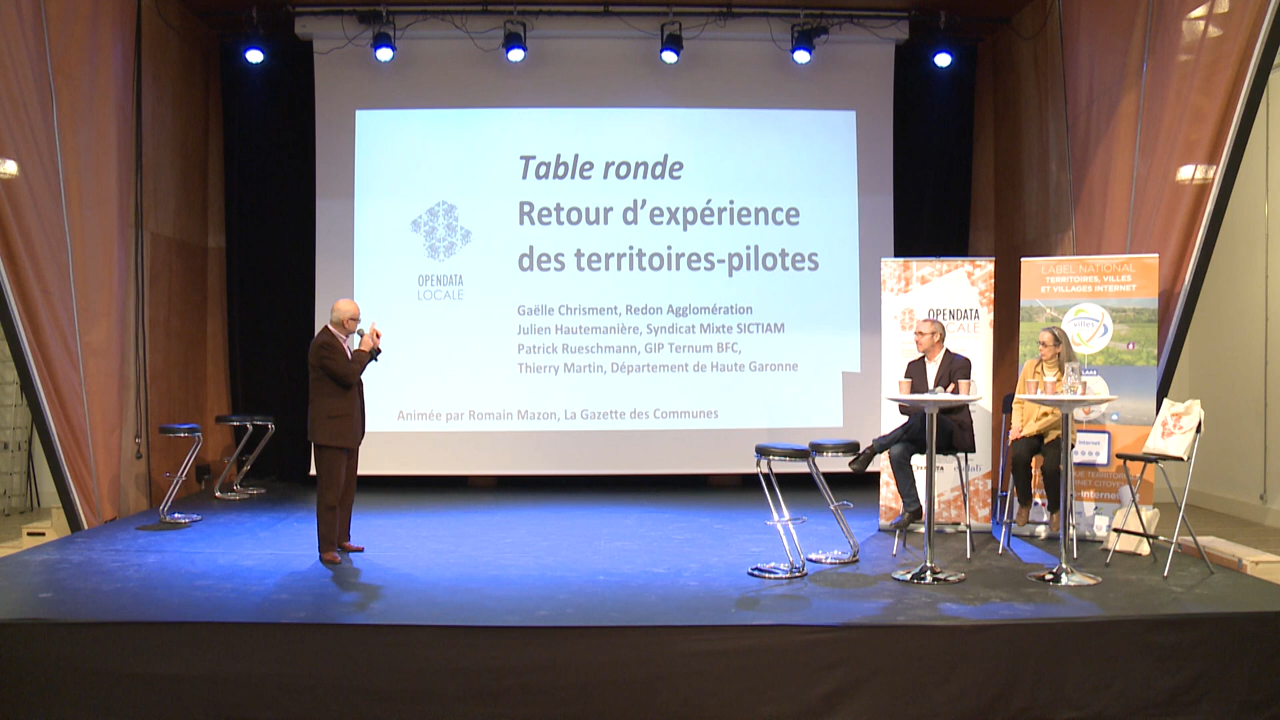 Table ronde
Retour d’expérience
des territoires-pilotes
OPENDATA
LOCALE
Gaëlle Chrisment, Redon Agglomération
Julien Hautemanière, Syndicat Mixte SICTIAM
Patrick Rueschmann, GIP Ternum BFC,
Thierry Martin, Département de Haute Garonne
Animée par Romain Mazon, La Gazette des Communes
OPENDATA
LABEL NATIONAL
TERRITOIRES, VILLES
ET VILLAGES INTERNET
villes
Internet